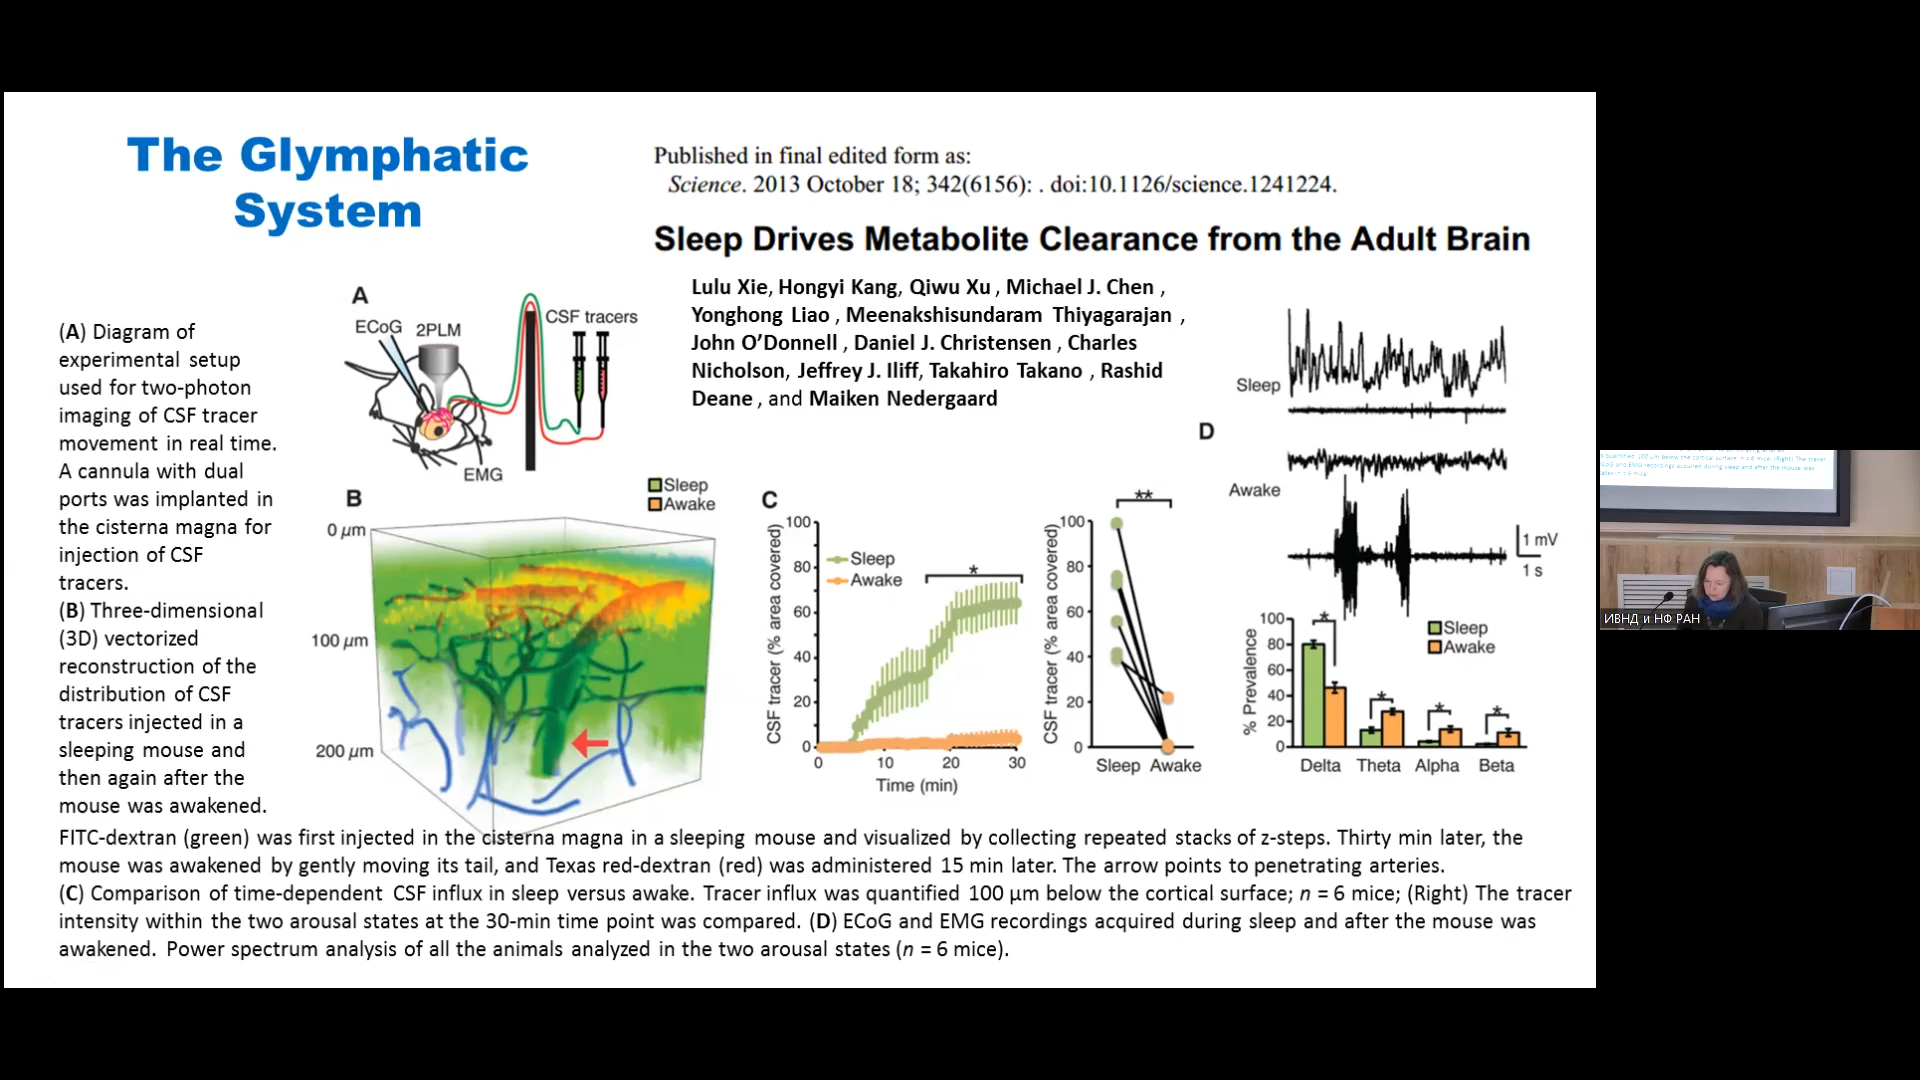 The Glymphatic
System
Published in final edited form as:
Science. 2013 October 18; 342(6156): . doi:10.1126/science.1241224.
Sleep Drives Metabolite Clearance from the Adult Brain
Lulu Xie, Hongyi Kang, Qiwu Xu , Michael J. Chen ,
Yonghong Liao , Meenakshisundaram Thiyagarajan ,
John O’Donnell , Daniel J. Christensen , Charles
Nicholson, Jeffrey J. Iliff, Takahiro Takano , Rashid
Deane , and Maiken Nedergaard
(A) Diagram of
experimental setup
used for two-photon
imaging of CSF tracer
movement in real time.
A cannula with dual
ports was implanted in
the cisterna magna for
injection of CSF
tracers.
(B) Three-dimensional
(3D) vectorized
reconstruction of the
distribution of CSF
tracers injected in a
sleeping mouse and
then again after the
mouse was awakened.
FITC-dextran (green) was first injected in the cisterna magna in a sleeping mouse and visualized by collecting repeated stacks of z-steps. Thirty min later, the
mouse was awakened by gently moving its tail, and Texas red-dextran (red) was administered 15 min later. The arrow points to penetrating arteries.
(C) Comparison of time-dependent CSF influx in sleep versus awake. Tracer influx was quantified 100 µm below the cortical surface; n = 6 mice; (Right) The tracer
intensity within the two arousal states at the 30-min time point was compared. (D) ECoG and EMG recordings acquired during sleep and after the mouse was
awakened. Power spectrum analysis of all the animals analyzed in the two arousal states (n = 6 mice).
A
ECoG 2PLM
CSF tracers
EMG
B
Sleep
Awake
0 µm
100 µm
200 µm
C
CSF tracer (% area covered)
100
80
60
40
20
0
Sleep
Awake
*
0 10 20 30
Time (min)
CSF tracer (% area covered)
100
80
60
40
20
0
**
Sleep Awake
D
Sleep
Awake
1 mV
1 s
% Prevalence
100
80
60
40
20
0
Sleep
Awake
* * * *
Delta Theta Alpha Beta
ИВНД и НФ РАН